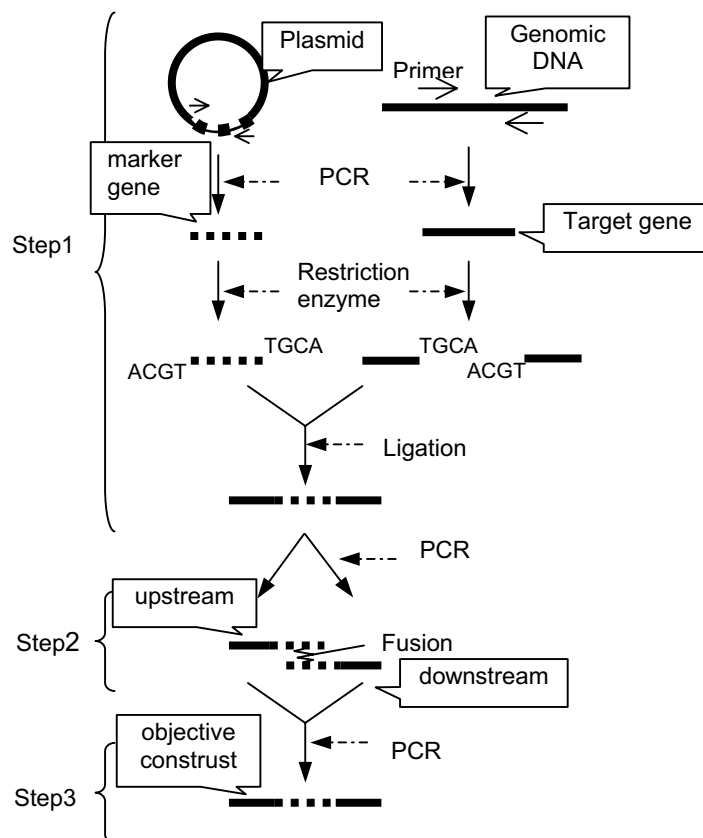 Plasmid
Genomic
DNA
Primer
marker
gene
PCR
Step1
Target gene
Restriction
enzyme
ACGT
TGCA
TGCA
ACGT
Ligation
PCR
upstream
Step2
Fusion
downstream
objective
construst
PCR
Step3